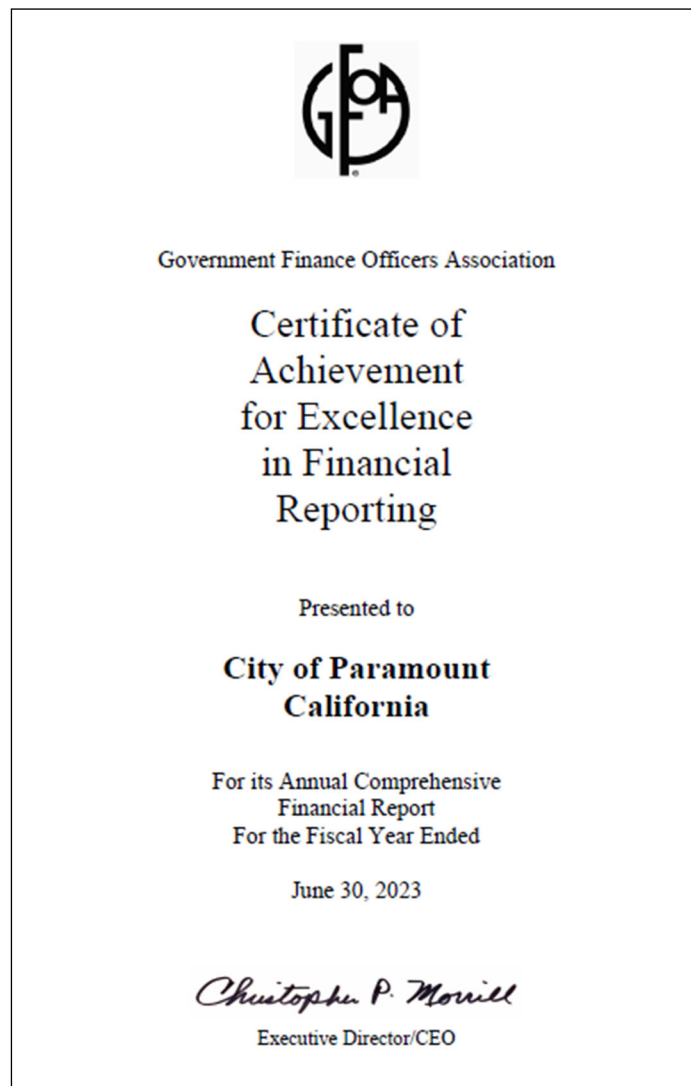 GFOA
Government Finance Officers Association
Certificate of
Achievement
for Excellence
in Financial
Reporting
Presented to
City of Paramount
California
For its Annual Comprehensive
Financial Report
For the Fiscal Year Ended
June 30, 2023
Christopher P. Morrill
Executive Director/CEO